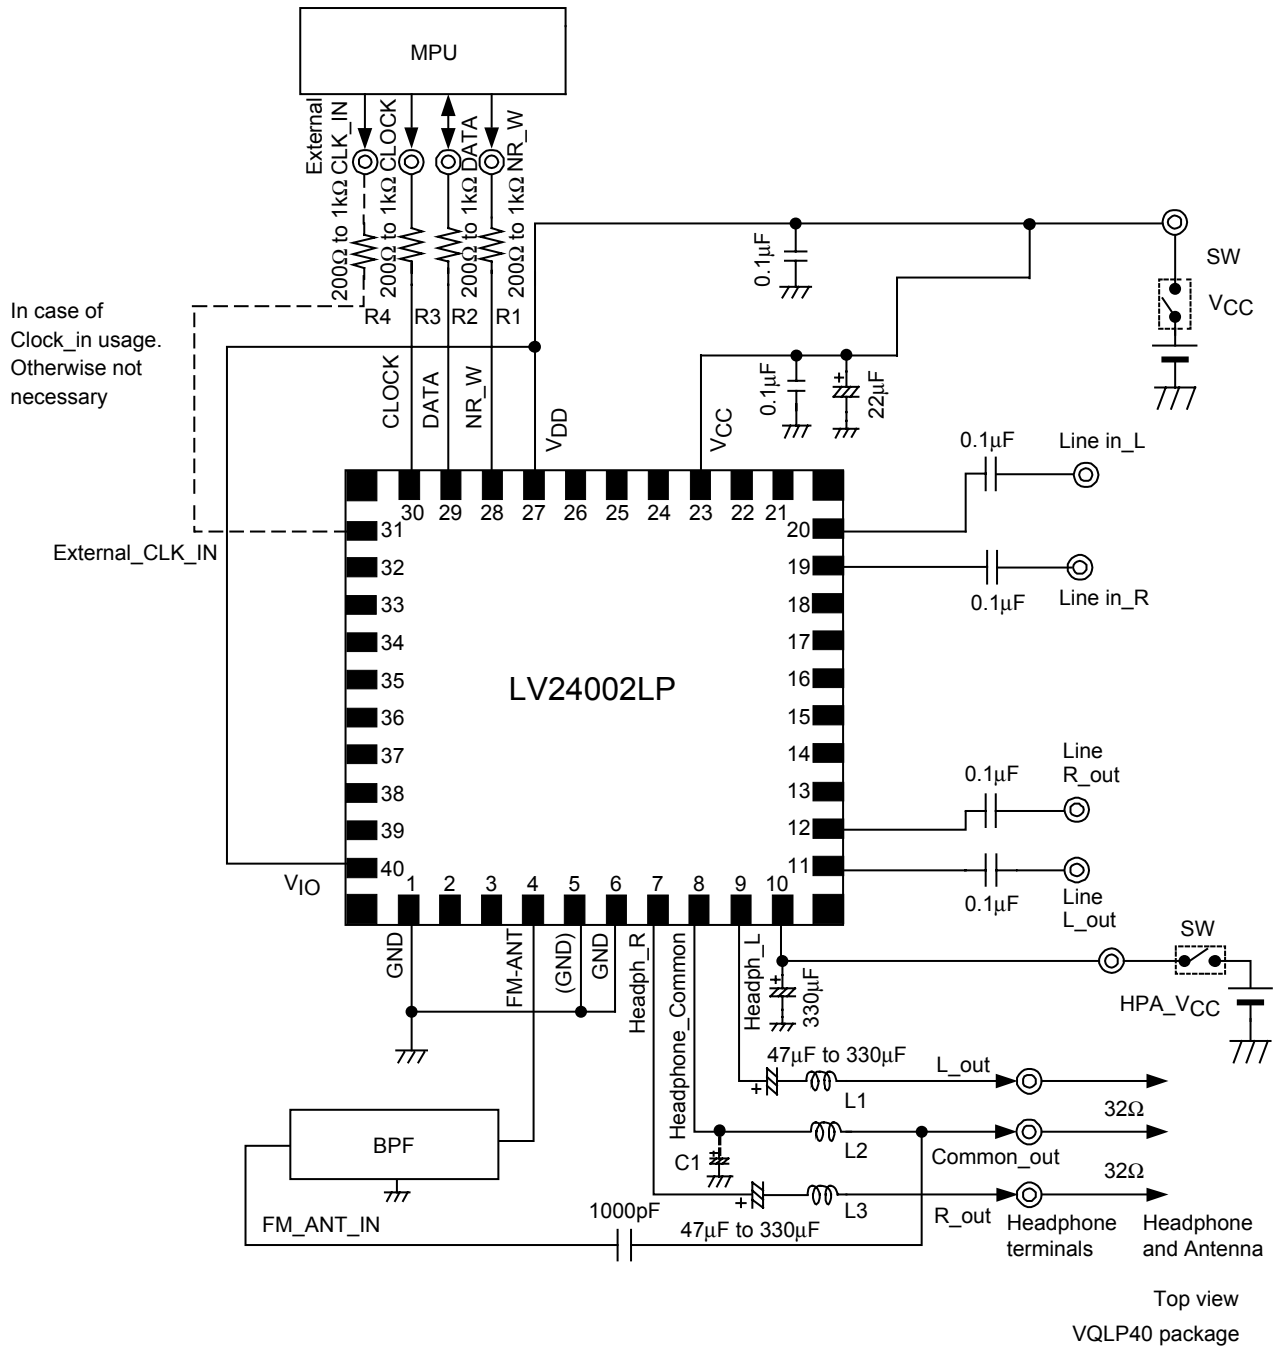 MPU
External
CLK_IN
CLOCK
DATA
NR_W
200Ω to 1kΩ
200Ω to 1kΩ
200Ω to 1kΩ
200Ω to 1kΩ
R4
R3
R2
R1
In case of
Clock_in usage.
Otherwise not
necessary
CLOCK
DATA
NR_W
VDD
VCC
0.1μF
0.1μF
22μF
+
SW
VCC
0.1μF
Line in_L
0.1μF
Line in_R
External_CLK_IN
30
29
28
27
26
25
24
23
22
21
31
32
33
34
35
36
37
38
39
40
20
19
18
17
16
15
14
13
12
11
LV24002LP
VIO
1
2
3
4
5
6
7
8
9
10
0.1μF
Line
R_out
0.1μF
Line
L_out
GND
FM-ANT
(GND)
GND
Headph_R
Headphone_Common
Headph_L
+
330μF
SW
HPA_VCC
47μF to 330μF
+
L1
L_out
32Ω
BPF
C1
+
L2
Common_out
32Ω
+
L3
R_out
FM_ANT_IN
1000pF
47μF to 330μF
Headphone
terminals
Headphone
and Antenna
Top view
VQLP40 package